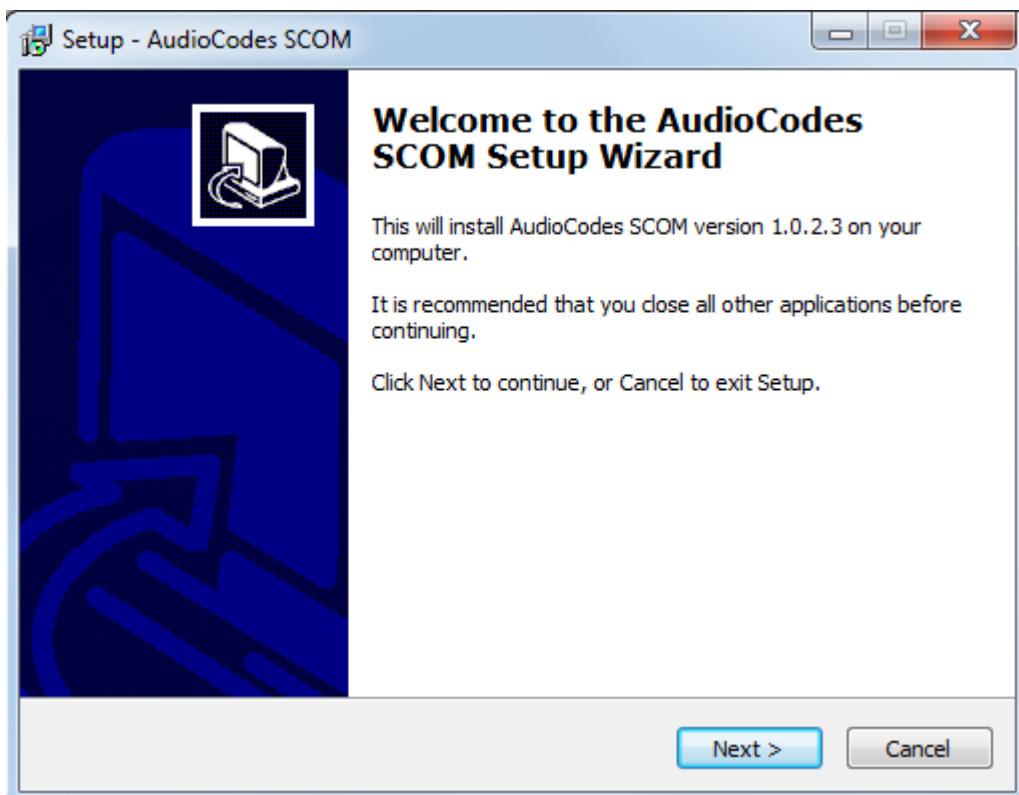 Setup - AudioCodes SCOM
Welcome to the AudioCodes
SCOM Setup Wizard
This will install AudioCodes SCOM version 1.0.2.3 on your
computer.
It is recommended that you close all other applications before
continuing.
Click Next to continue, or Cancel to exit Setup.
Next >
Cancel